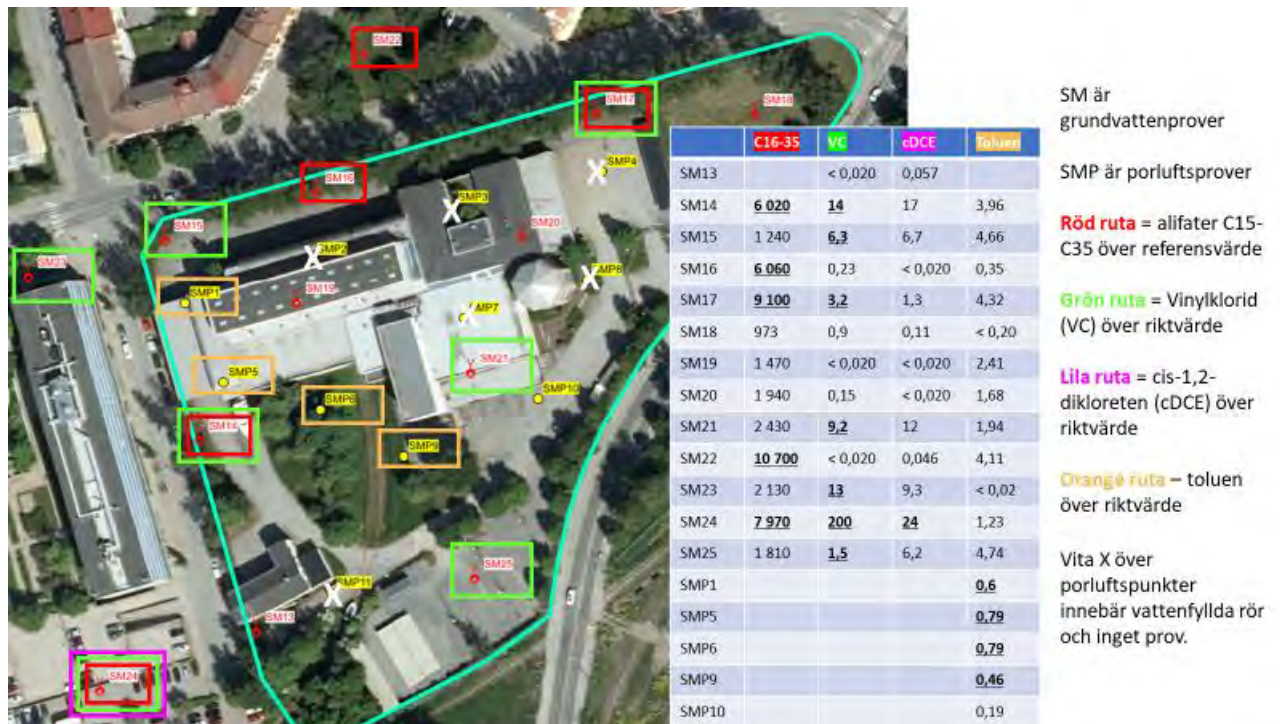 SM22
SM17
SM18
SMP4
SM16
SMP3
SM15
SM20
SMP2
SM23
SMP8
SMP1
SM19
SMP7
SM21
SMP5
SMP10
SMP6
SM14
SMP9
SM25
SMP11
SM13
SM24
C16-35 VC cDCE Toluen
SM13 < 0,020 0,057
SM14 6 020 14 17 3,96
SM15 1 240 6,3 6,7 4,66
SM16 6 060 0,23 < 0,020 0,35
SM17 9 100 3,2 1,3 4,32
SM18 973 0,9 0,11 < 0,20
SM19 1 470 < 0,020 < 0,020 2,41
SM20 1 940 0,15 < 0,020 1,68
SM21 2 430 9,2 12 1,94
SM22 10 700 < 0,020 0,046 4,11
SM23 2 130 13 9,3 < 0,02
SM24 7 970 200 24 1,23
SM25 1 810 1,5 6,2 4,74
SMP1 0,6
SMP5 0,79
SMP6 0,79
SMP9 0,46
SMP10 0,19
SM är
grundvattenprover
SMP är porluftsprover
Röd ruta = alifater C15-
C35 över referensvärde
Grön ruta = Vinylklorid
(VC) över riktvärde
Lila ruta = cis-1,2-
dikloreten (cDCE) över
riktvärde
Orange ruta – toluen
över riktvärde
Vita X över
porluftspunkter
innebär vattenfyllda rör
och inget prov.